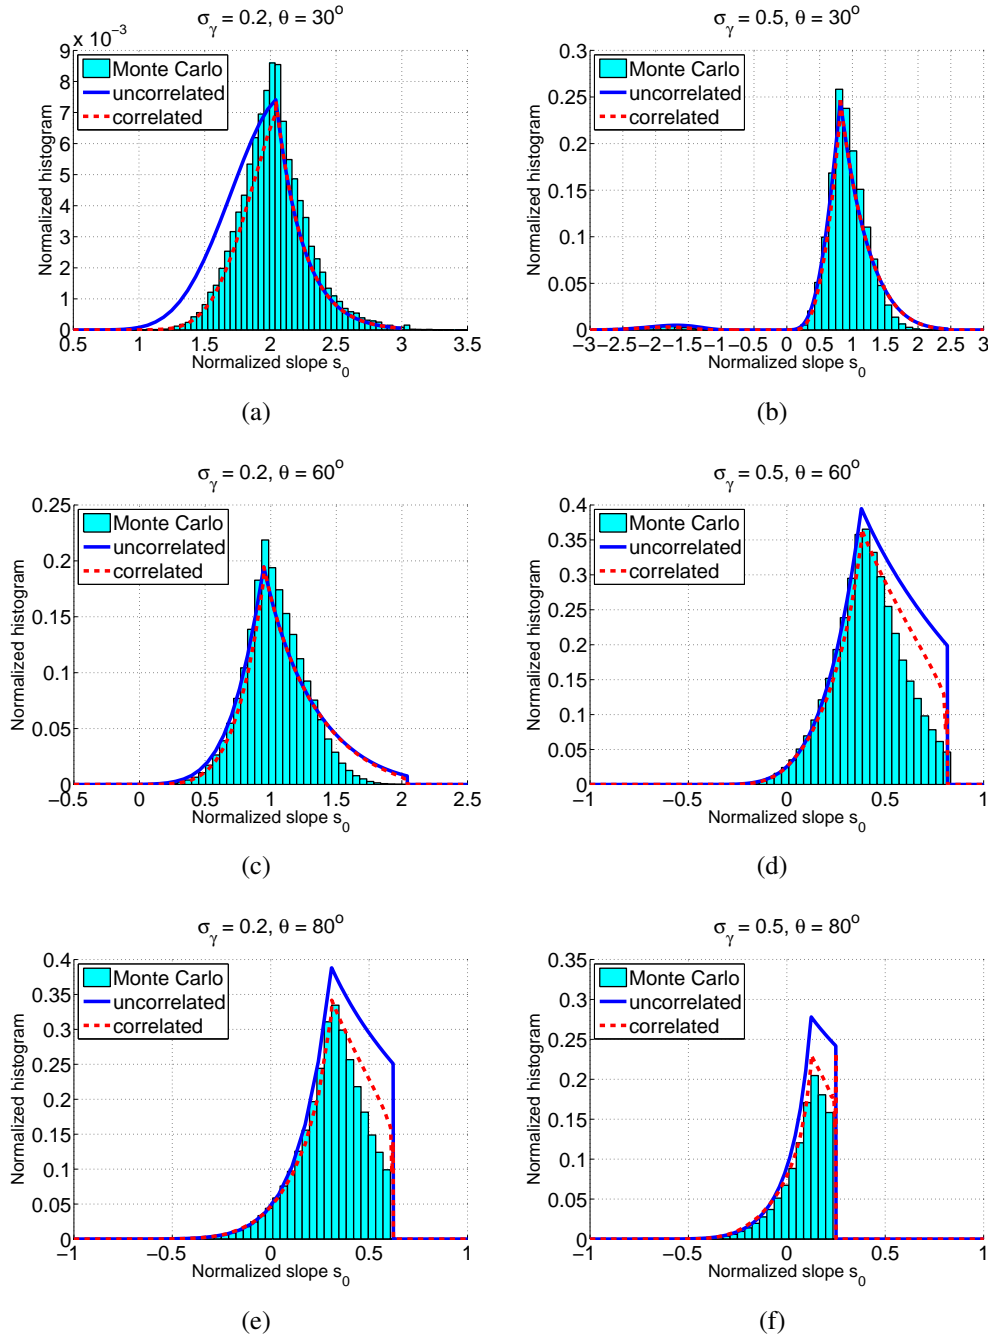 σγ = 0.2, θ = 30o
x 10−3
9
8
7
6
5
4
3
2
1
0
0.5 1 1.5 2 2.5 3 3.5
Normalized histogram
Normalized slope s0
Monte Carlo
uncorrelated
correlated
(a)
σγ = 0.5, θ = 30o
0.3
0.25
0.2
0.15
0.1
0.05
0
−3−2.5−2−1.5−1−0.5 0 0.5 1 1.5 2 2.5 3
Normalized histogram
Normalized slope s0
Monte Carlo
uncorrelated
correlated
(b)
σγ = 0.2, θ = 60o
0.25
0.2
0.15
0.1
0.05
0
−0.5 0 0.5 1 1.5 2 2.5
Normalized histogram
Normalized slope s0
Monte Carlo
uncorrelated
correlated
(c)
σγ = 0.5, θ = 60o
0.4
0.35
0.3
0.25
0.2
0.15
0.1
0.05
0
−1 −0.5 0 0.5 1
Normalized histogram
Normalized slope s0
Monte Carlo
uncorrelated
correlated
(d)
σγ = 0.2, θ = 80o
0.4
0.35
0.3
0.25
0.2
0.15
0.1
0.05
0
−1 −0.5 0 0.5 1
Normalized histogram
Normalized slope s0
Monte Carlo
uncorrelated
correlated
(e)
σγ = 0.5, θ = 80o
0.35
0.3
0.25
0.2
0.15
0.1
0.05
0
−1 −0.5 0 0.5 1
Normalized histogram
Normalized slope s0
Monte Carlo
uncorrelated
correlated
(f)